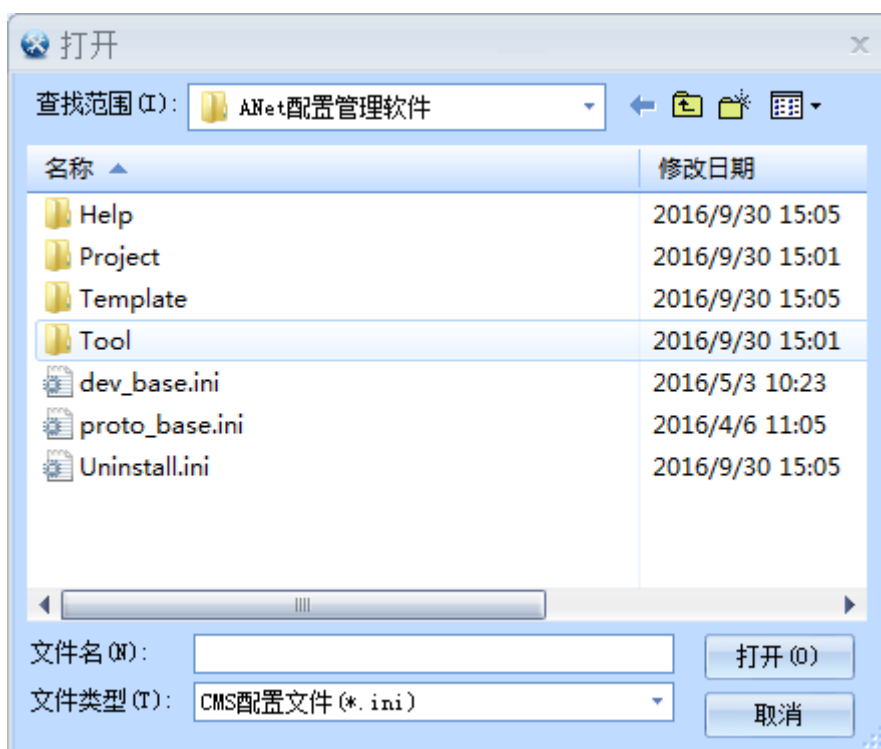 打开
查找范围(I): ANet配置管理软件
名称 修改日期
Help 2016/9/30 15:05
Project 2016/9/30 15:01
Template 2016/9/30 15:05
Tool 2016/9/30 15:01
dev_base.ini 2016/5/3 10:23
proto_base.ini 2016/4/6 11:05
Uninstall.ini 2016/9/30 15:05
文件名(N): 打开(O)
文件类型(T): CMS配置文件(*.ini) 取消